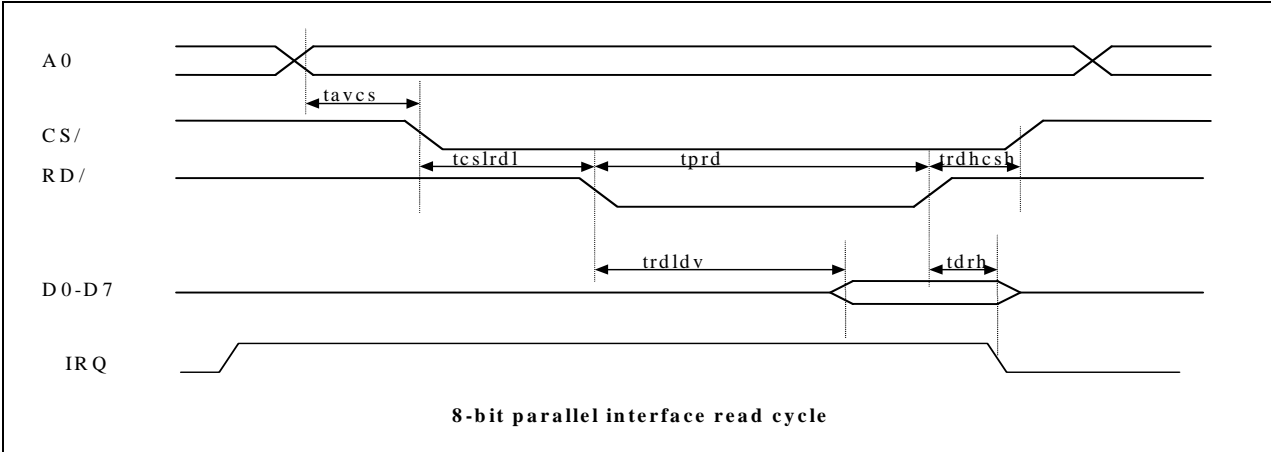 A0
tavcs
CS/
tcslrdl tprd trdhcsh
RD/
trdldv tdrh
D0-D7
IRQ
8-bit parallel interface read cycle